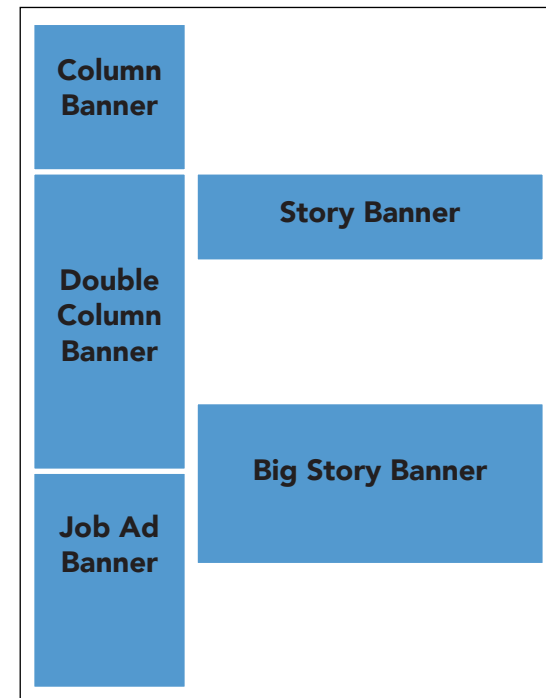 Column
Banner
Story Banner
Double
Column
Banner
Big Story Banner
Job Ad
Banner